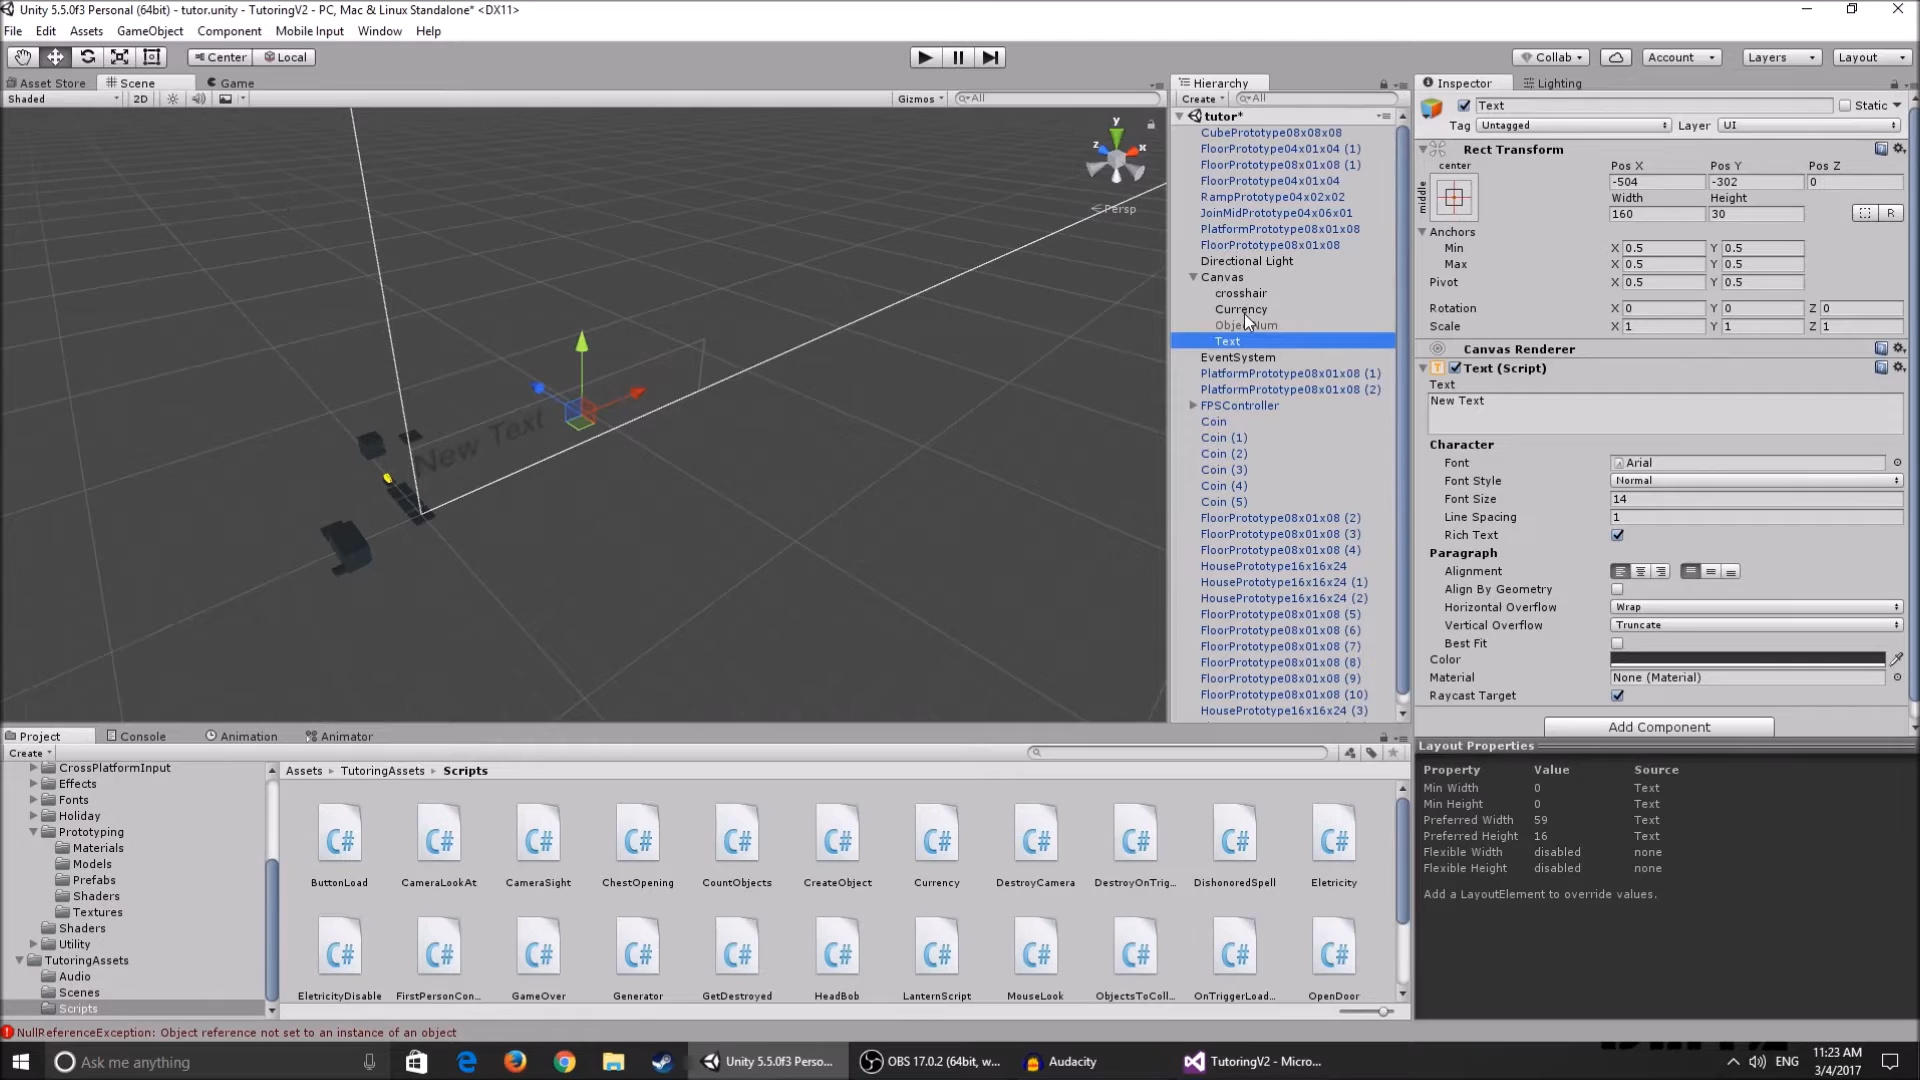 Unity 5.5.0f3 Personal (64bit) - tutor.unity - TutoringV2 - PC, Mac & Linux Standalone* <DX11>
File Edit Assets GameObject Component Mobile Input Window Help
Center Local
Collab Account Layers Layout
Asset Store Scene Game
Shaded 2D Gizmos All
y
z x
Persp
New Text
Hierarchy
Create All
tutor*
CubePrototype08x08x08
FloorPrototype04x01x04 (1)
FloorPrototype08x01x08 (1)
FloorPrototype04x01x04
RampPrototype04x02x02
JoinMidPrototype04x06x01
PlatformPrototype08x01x08
FloorPrototype08x01x08
Directional Light
Canvas
crosshair
Currency
Text
EventSystem
PlatformPrototype08x01x08 (1)
PlatformPrototype08x01x08 (2)
FPSController
Coin
Coin (1)
Coin (2)
Coin (3)
Coin (4)
Coin (5)
FloorPrototype08x01x08 (2)
FloorPrototype08x01x08 (3)
FloorPrototype08x01x08 (4)
HousePrototype16x16x24
HousePrototype16x16x24 (1)
HousePrototype16x16x24 (2)
FloorPrototype08x01x08 (5)
FloorPrototype08x01x08 (6)
FloorPrototype08x01x08 (7)
FloorPrototype08x01x08 (8)
FloorPrototype08x01x08 (9)
FloorPrototype08x01x08 (10)
HousePrototype16x16x24 (3)
Inspector Lighting
Text Static
Tag Untagged Layer UI
Rect Transform
center Pos X Pos Y Pos Z
middle -504 -302 0
Width Height
160 30 R
Anchors
Min X 0.5 Y 0.5
Max X 0.5 Y 0.5
Pivot X 0.5 Y 0.5
Rotation X 0 Y 0 Z 0
Scale X 1 Y 1 Z 1
Canvas Renderer
Text (Script)
Text
New Text
Character
Font Arial
Font Style Normal
Font Size 14
Line Spacing 1
Rich Text
Paragraph
Alignment
Align By Geometry
Horizontal Overflow Wrap
Vertical Overflow Truncate
Best Fit
Color
Material None (Material)
Raycast Target
Add Component
Layout Properties
Property Value Source
Min Width 0 Text
Min Height 0 Text
Preferred Width 59 Text
Preferred Height 16 Text
Flexible Width disabled none
Flexible Height disabled none
Add a LayoutElement to override values.
Project Console Animation Animator
Create
CrossPlatformInput
Effects
Fonts
Holiday
Prototyping
Materials
Models
Prefabs
Shaders
Textures
Shaders
Utility
TutoringAssets
Audio
Scenes
Scripts
Assets TutoringAssets Scripts
C# C# C# C# C# C# C# C# C# C# C#
ButtonLoad CameraLookAt CameraSight ChestOpening CountObjects CreateObject Currency DestroyCamera DestroyOnTrig... DishonoredSpell Eletricity
C# C# C# C# C# C# C# C# C# C# C#
EletricityDisable FirstPersonCon... GameOver Generator GetDestroyed HeadBob LanternScript MouseLook ObjectsToColl... OnTriggerLoad... OpenDoor
NullReferenceException: Object reference not set to an instance of an object
Ask me anything Unity 5.5.0f3 Perso... OBS 17.0.2 (64bit, w... Audacity TutoringV2 - Micro... ENG 11:23 AM
3/4/2017